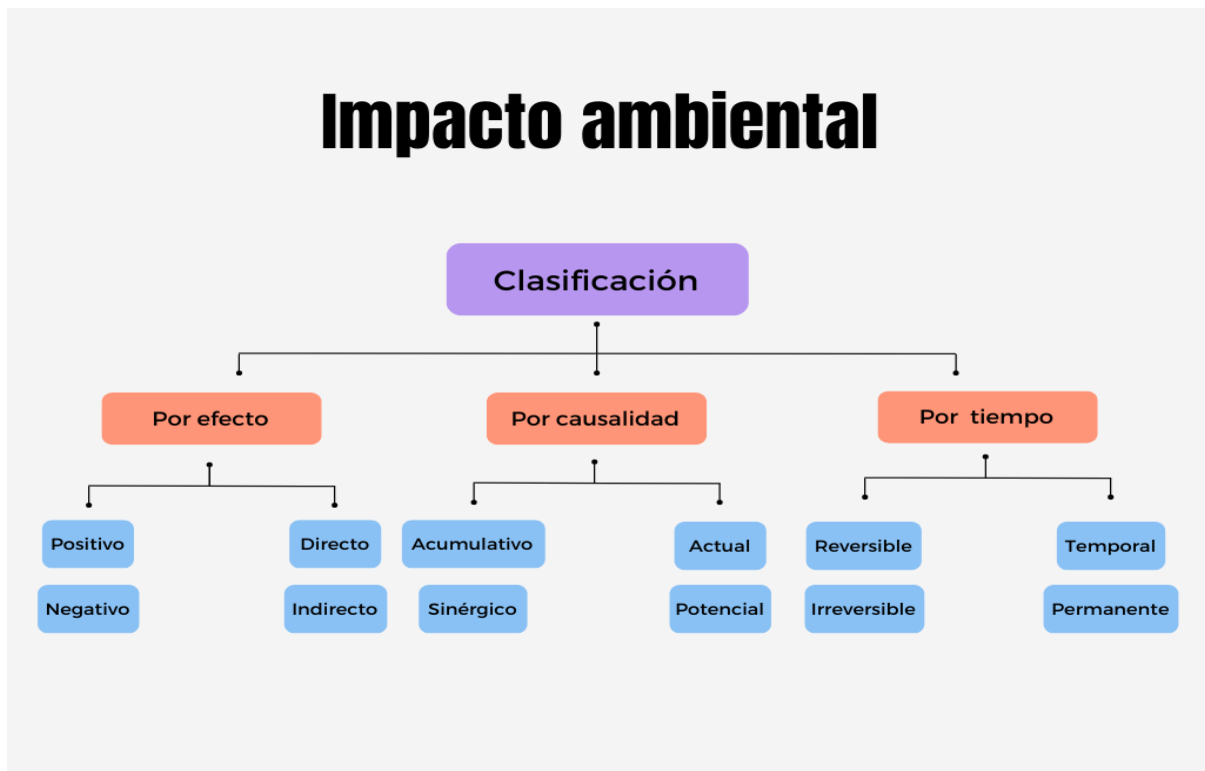 Impacto ambiental
Clasificación
Por efecto
Por causalidad
Por tiempo
Positivo
Negativo
Directo
Indirecto
Acumulativo
Sinérgico
Actual
Potencial
Reversible
Irreversible
Temporal
Permanente